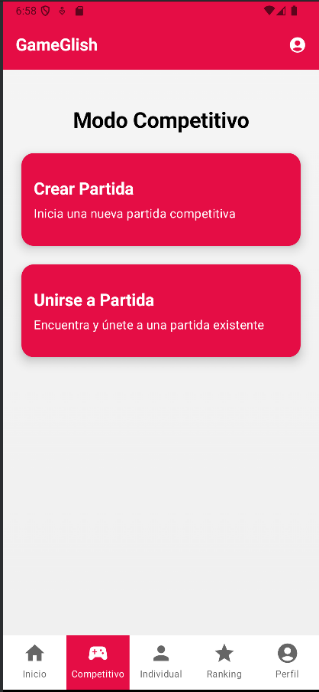 6:58
GameGlish
Modo Competitivo
Crear Partida
Inicia una nueva partida competitiva
Unirse a Partida
Encuentra y únete a una partida existente
Inicio Competitivo Individual Ranking Perfil